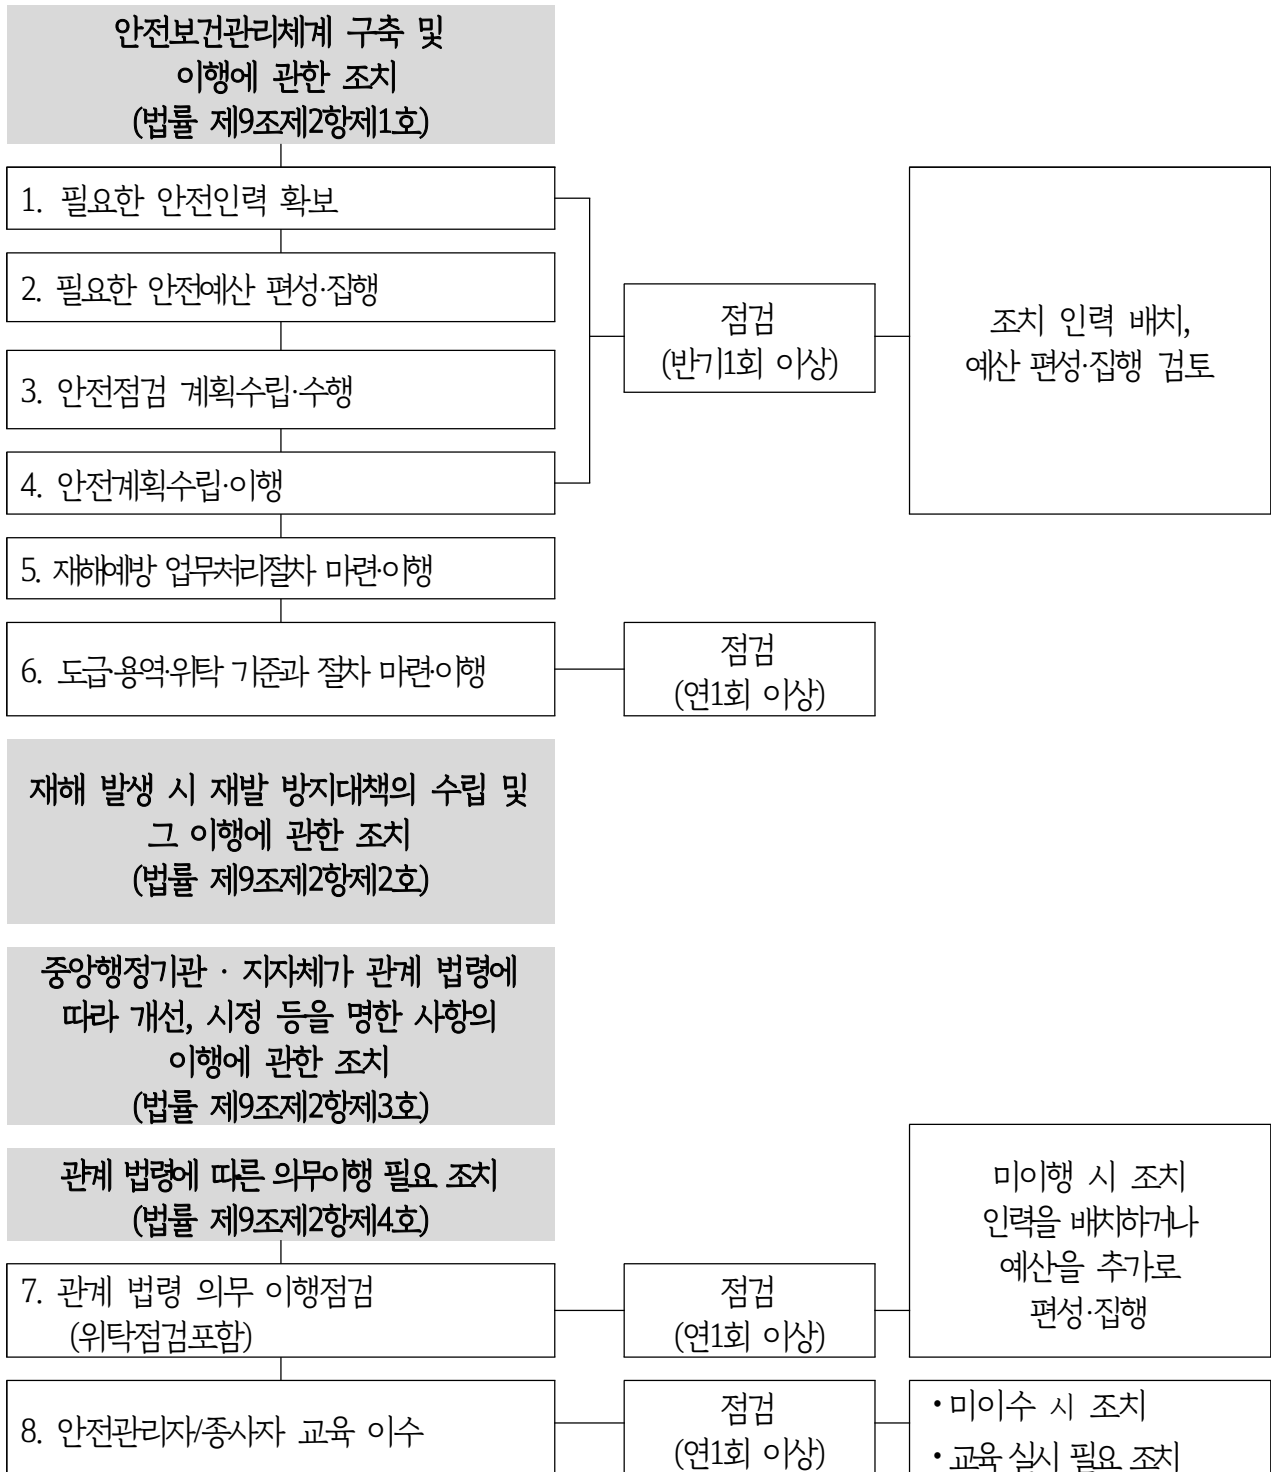 안전보건관리체계 구축 및
이행에 관한 조치
(법률 제9조제2항제1호)
1. 필요한 안전인력 확보
2. 필요한 안전예산 편성·집행
3. 안전점검 계획수립·수행
4. 안전계획수립·이행
점검
(반기1회 이상)
조치 인력 배치,
예산 편성·집행 검토
5. 재해예방 업무처리절차 마련·이행
6. 도급·용역·위탁 기준과 절차 마련·이행
점검
(연1회 이상)
재해 발생 시 재발 방지대책의 수립 및
그 이행에 관한 조치
(법률 제9조제2항제2호)
중앙행정기관 · 지자체가 관계 법령에
따라 개선, 시정 등을 명한 사항의
이행에 관한 조치
(법률 제9조제2항제3호)
관계 법령에 따른 의무이행 필요 조치
(법률 제9조제2항제4호)
7. 관계 법령 의무 이행점검
(위탁점검포함)
점검
(연1회 이상)
미이행 시 조치
인력을 배치하거나
예산을 추가로
편성·집행
8. 안전관리자/종사자 교육 이수
점검
(연1회 이상)
•미이수 시 조치
•교육 실시 필요 조치